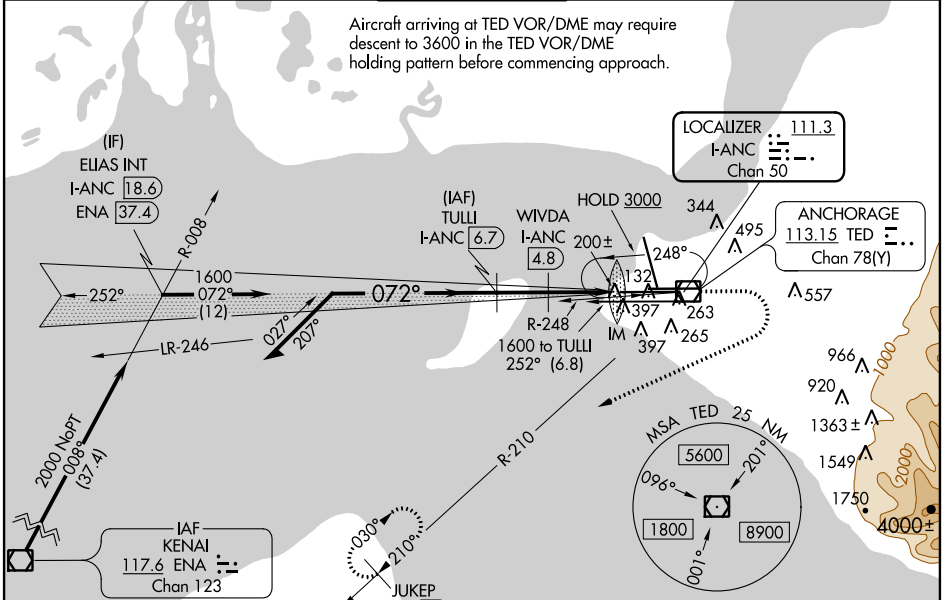 Aircraft arriving at TED VOR/DME may require
descent to 3600 in the TED VOR/DME
holding pattern before commencing approach.
(IF)
ELIAS INT
I-ANC 18.6
ENA 37.4
R-008
(IAF)
TULLI
I-ANC 6.7
WIVDA
I-ANC
4.8
HOLD 3000
200±
248°
132
LOCALIZER 111.3
I-ANC
Chan 50
344
495
ANCHORAGE
113.15 TED
Chan 78(Y)
557
1600
252°
072°
(12)
072°
027°
207°
LR-246
R-248
1600 to TULLI
252° (6.8)
IM
397
263
397
265
966
920
1363±
1549
1750
4000±
1000
2000
R-210
2000 NoPT
008°
(37.4)
MSA TED 25 NM
5600
096°
201°
1800
8900
001°
030°
210°
JUKEP
IAF
KENAI
117.6 ENA
Chan 123